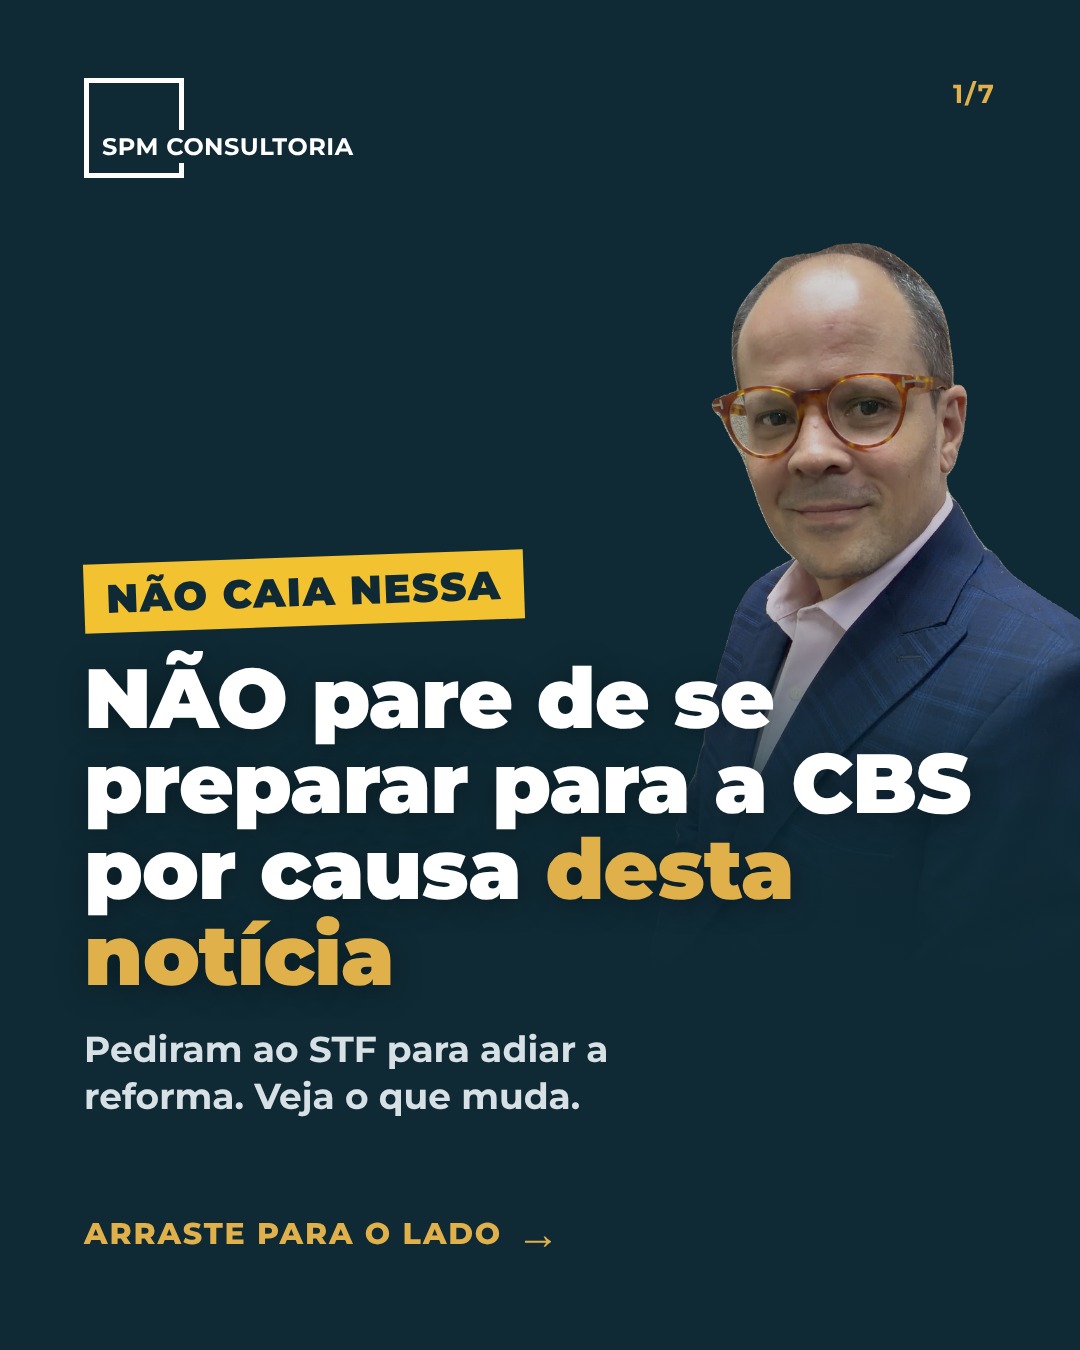 SPM CONSULTORIA
1/7
NÃO CAIA NESSA
NÃO pare de se
preparar para a CBS
por causa desta
notícia
Pediram ao STF para adiar a
reforma. Veja o que muda.
ARRASTE PARA O LADO →